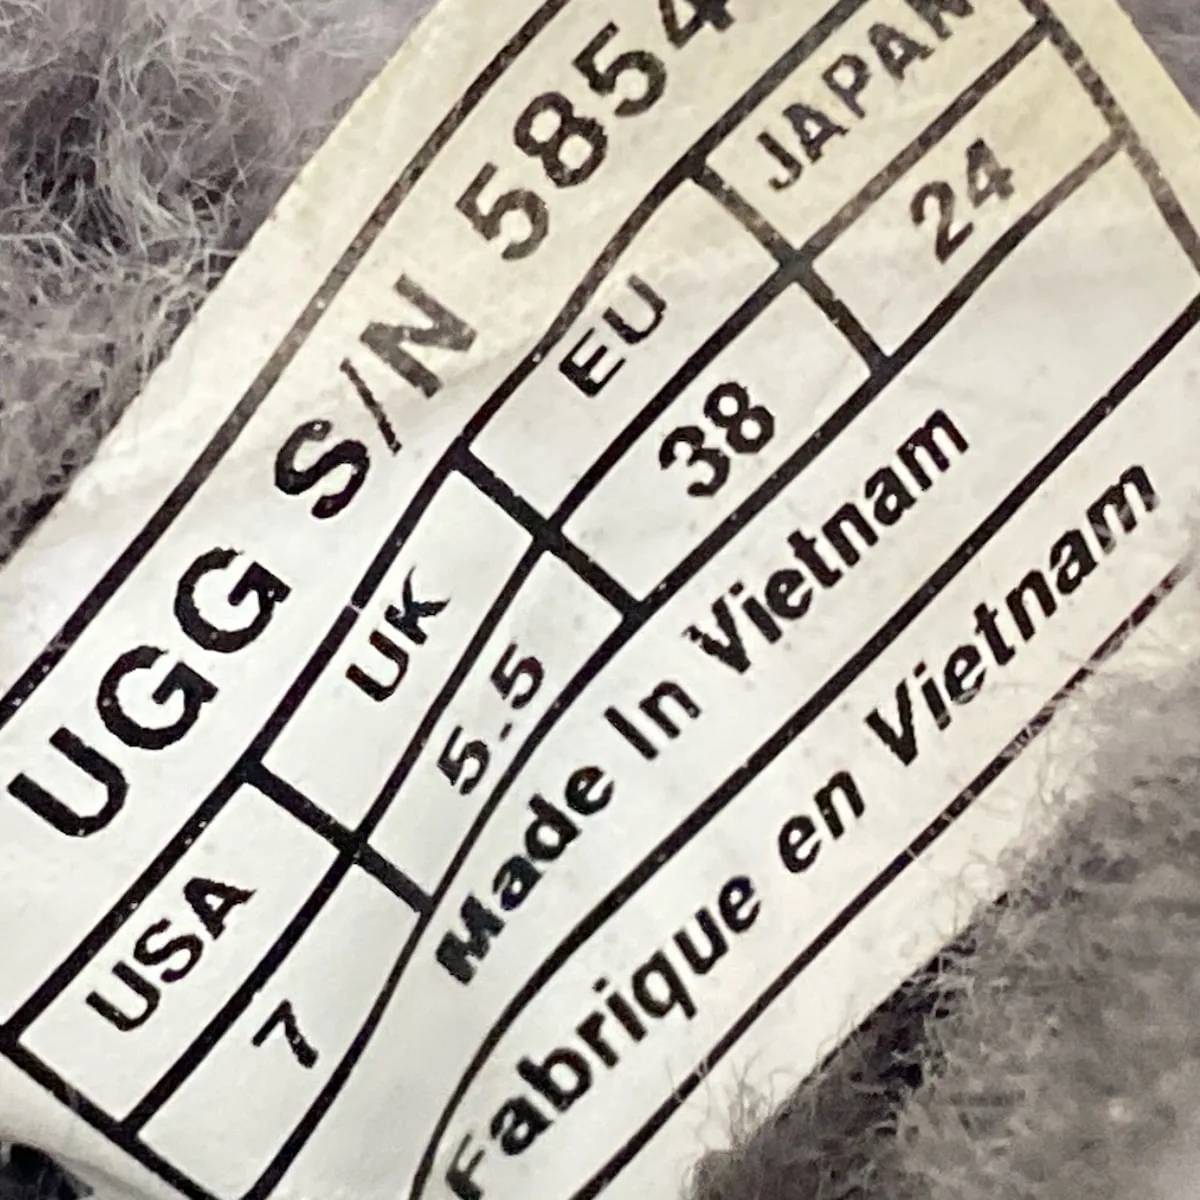 UGG S/N 5854
USA UK EU JAPAN
7 5.5 38 24
Made In Vietnam
Fabrique en Vietnam